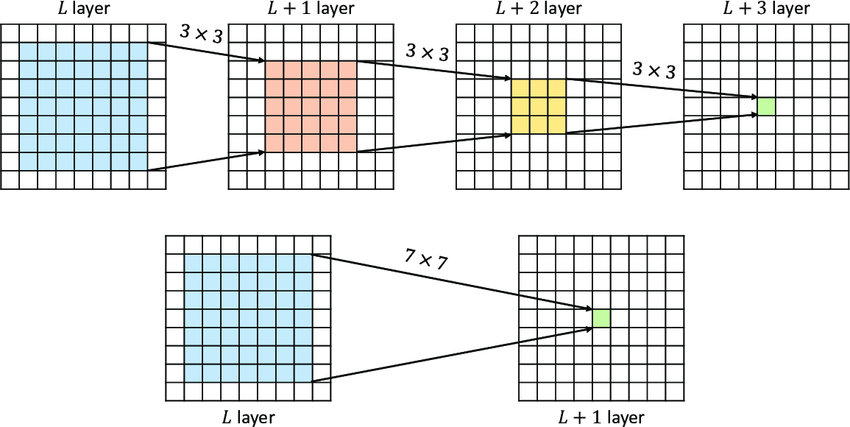 L layer
L + 1 layer
L + 2 layer
L + 3 layer
3 × 3
3 × 3
3 × 3
7 × 7
L layer
L + 1 layer